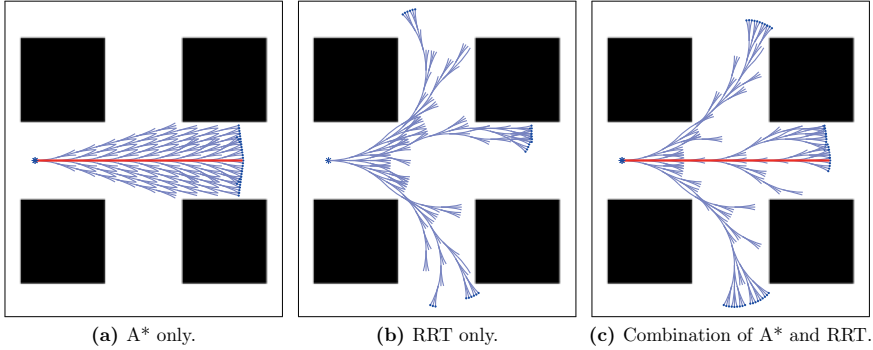 (a) A* only.
(b) RRT only.
(c) Combination of A* and RRT.